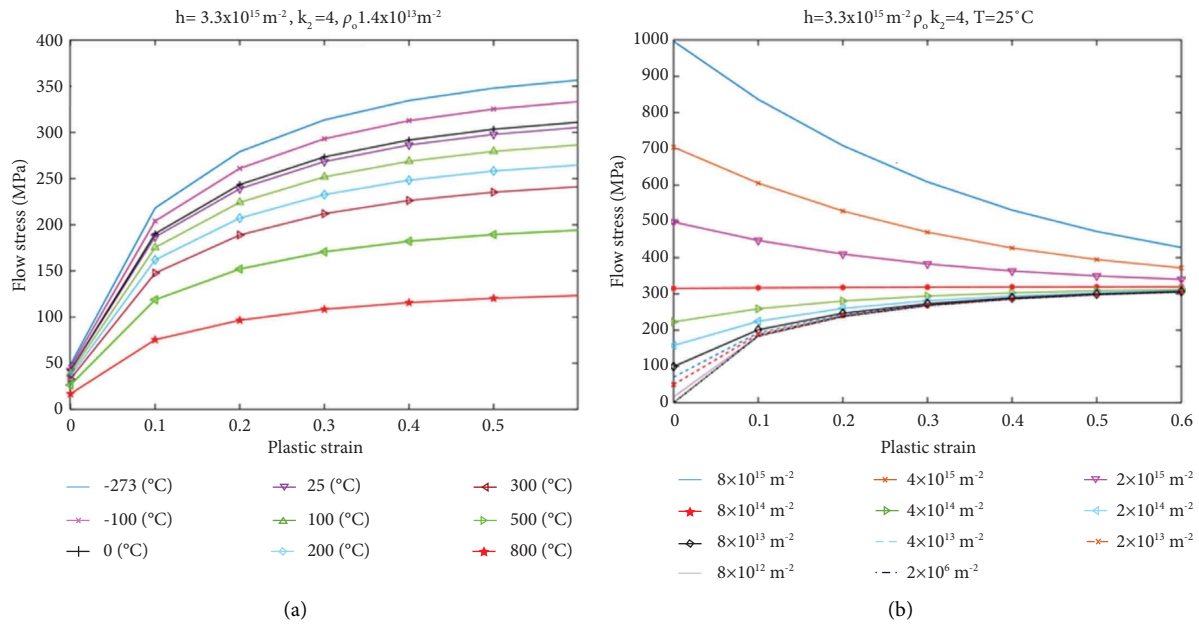 h= 3.3x10¹⁵ m⁻², k₂=4, ρₒ1.4x10¹³m⁻²
400
350
300
250
200
150
100
50
0
Flow stress (MPa)
0 0.1 0.2 0.3 0.4 0.5
Plastic strain
-273 (°C) 25 (°C) 300 (°C)
-100 (°C) 100 (°C) 500 (°C)
0 (°C) 200 (°C) 800 (°C)
(a)
h=3.3x10¹⁵ m⁻² ρₒ k₂=4, T=25°C
1000
900
700
600
500
400
300
200
100
0
Flow stress (MPa)
0 0.1 0.2 0.3 0.4 0.5 0.6
Plastic strain
8×10¹⁵ m⁻² 4×10¹⁵ m⁻² 2×10¹⁵ m⁻²
8×10¹⁴ m⁻² 4×10¹⁴ m⁻² 2×10¹⁴ m⁻²
8×10¹³ m⁻² 4×10¹³ m⁻² 2×10¹³ m⁻²
8×10¹² m⁻² 2×10⁶ m⁻²
(b)